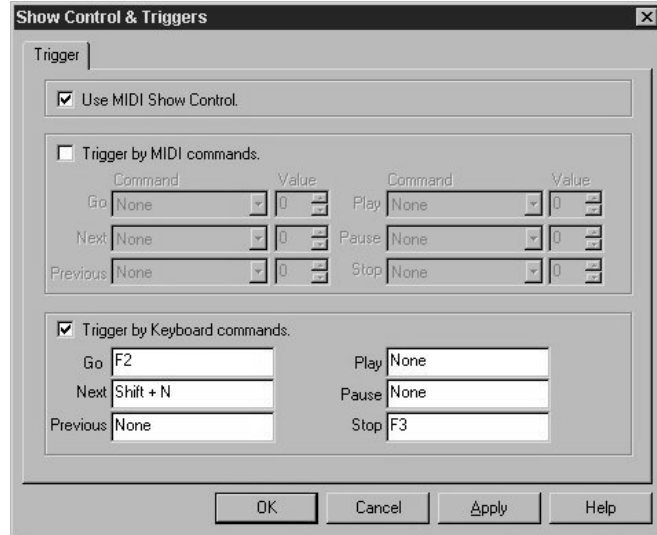 Show Control & Triggers
Trigger
Use MIDI Show Control.
Trigger by MIDI commands.
Command Value Command Value
Go None 0 Play None 0
Next None 0 Pause None 0
Previous None 0 Stop None 0
Trigger by Keyboard commands.
Go F2 Play None
Next Shift + N Pause None
Previous None Stop F3
OK Cancel Apply Help